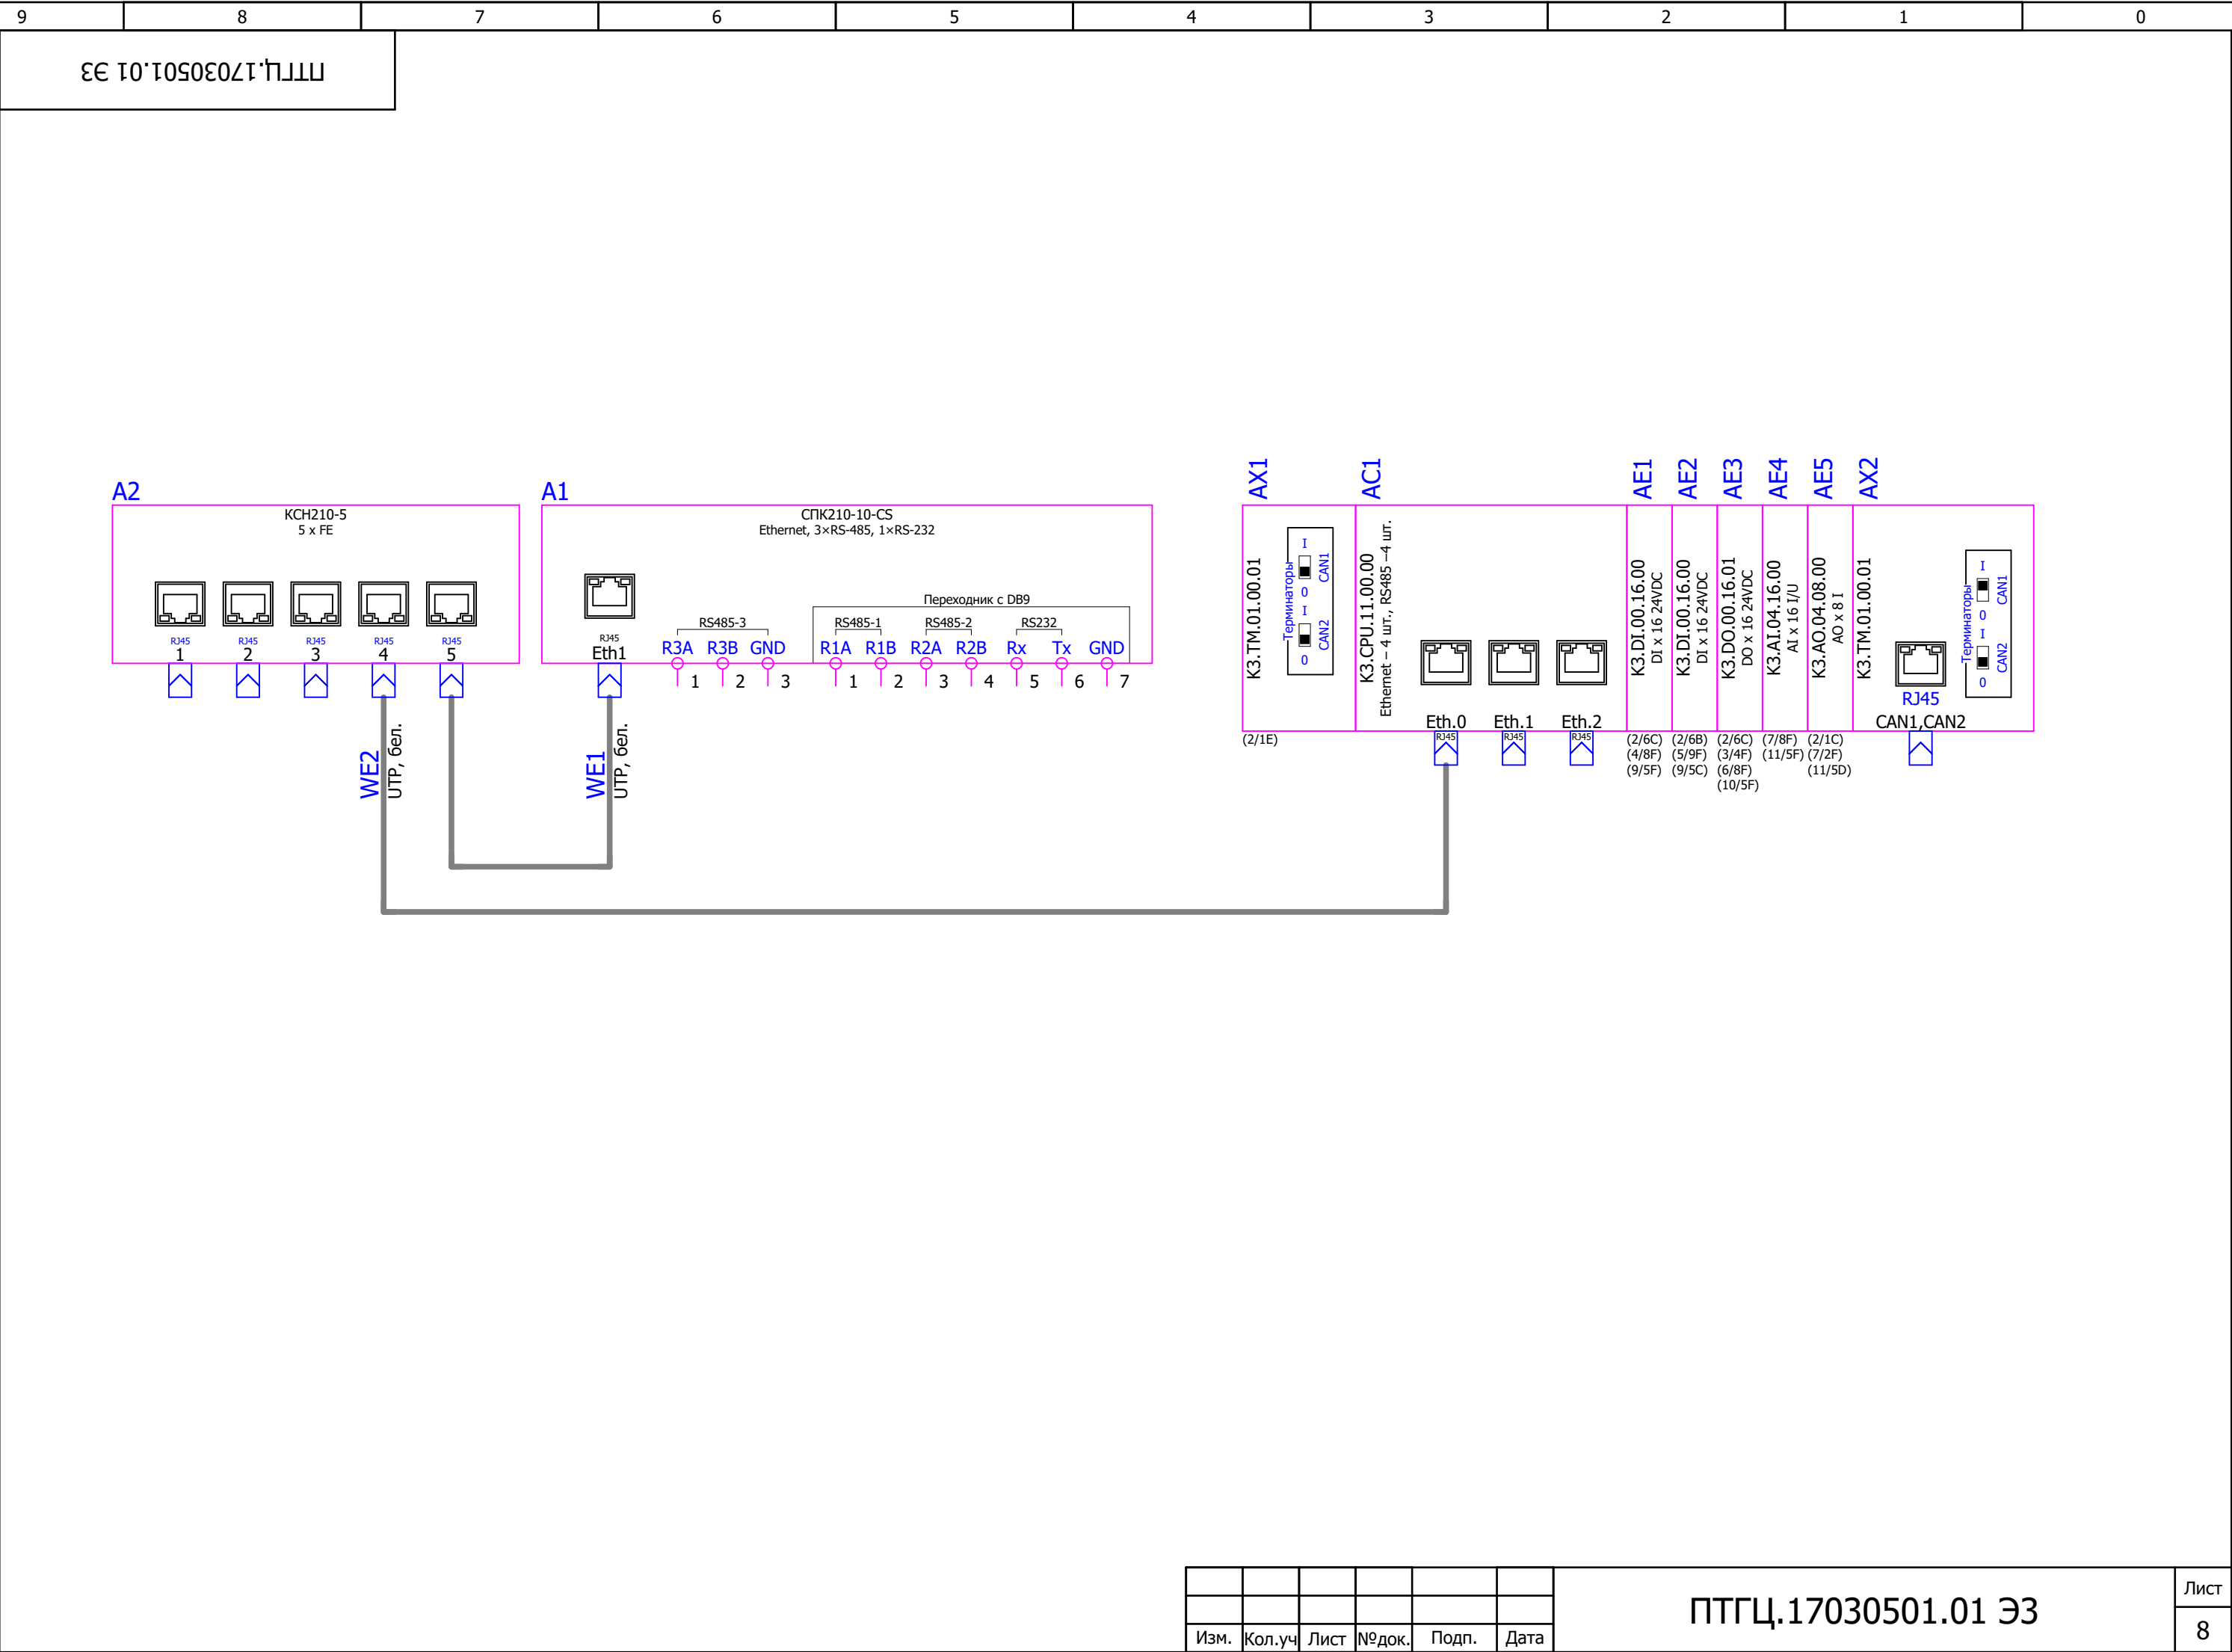 9 8 7 6 5 4 3 2 1 0
ПТГЦ.17030501.01 ЭЗ
A2
КСН210-5
5 x FE
RJ45 RJ45 RJ45 RJ45 RJ45
1 2 3 4 5
WE2
UTP, бел.
A1
СПК210-10-CS
Ethernet, 3×RS-485, 1×RS-232
Переходник с DB9
RS485-3 RS485-1 RS485-2 RS232
RJ45
Eth1 R3A R3B GND R1A R1B R2A R2B Rx Tx GND
1 2 3 1 2 3 4 5 6 7
WE1
UTP, бел.
AX1
K3.TM.01.00.01
Терминаторы
I
0
CAN1
I
0
CAN2
(2/1E)
AC1
K3.CPU.11.00.00
Ethernet – 4 шт., RS485 –4 шт.
Eth.0 Eth.1 Eth.2
RJ45 RJ45 RJ45
AE1
K3.DI.00.16.00
DI x 16 24VDC
(2/6C)
(4/8F)
(9/5F)
AE2
K3.DI.00.16.00
DI x 16 24VDC
(2/6B)
(5/9F)
(9/5C)
AE3
K3.DO.00.16.01
DO x 16 24VDC
(2/6C)
(3/4F)
(6/8F)
(10/5F)
AE4
K3.AI.04.16.00
AI x 16 I/U
(7/8F)
(11/5F)
AE5
K3.AO.04.08.00
AO x 8 I
(2/1C)
(7/2F)
(11/5D)
AX2
K3.TM.01.00.01
Терминаторы
I
0
CAN1
I
0
CAN2
RJ45
CAN1,CAN2
Изм. Кол.уч Лист №док. Подп. Дата
ПТГЦ.17030501.01 ЭЗ
Лист
8